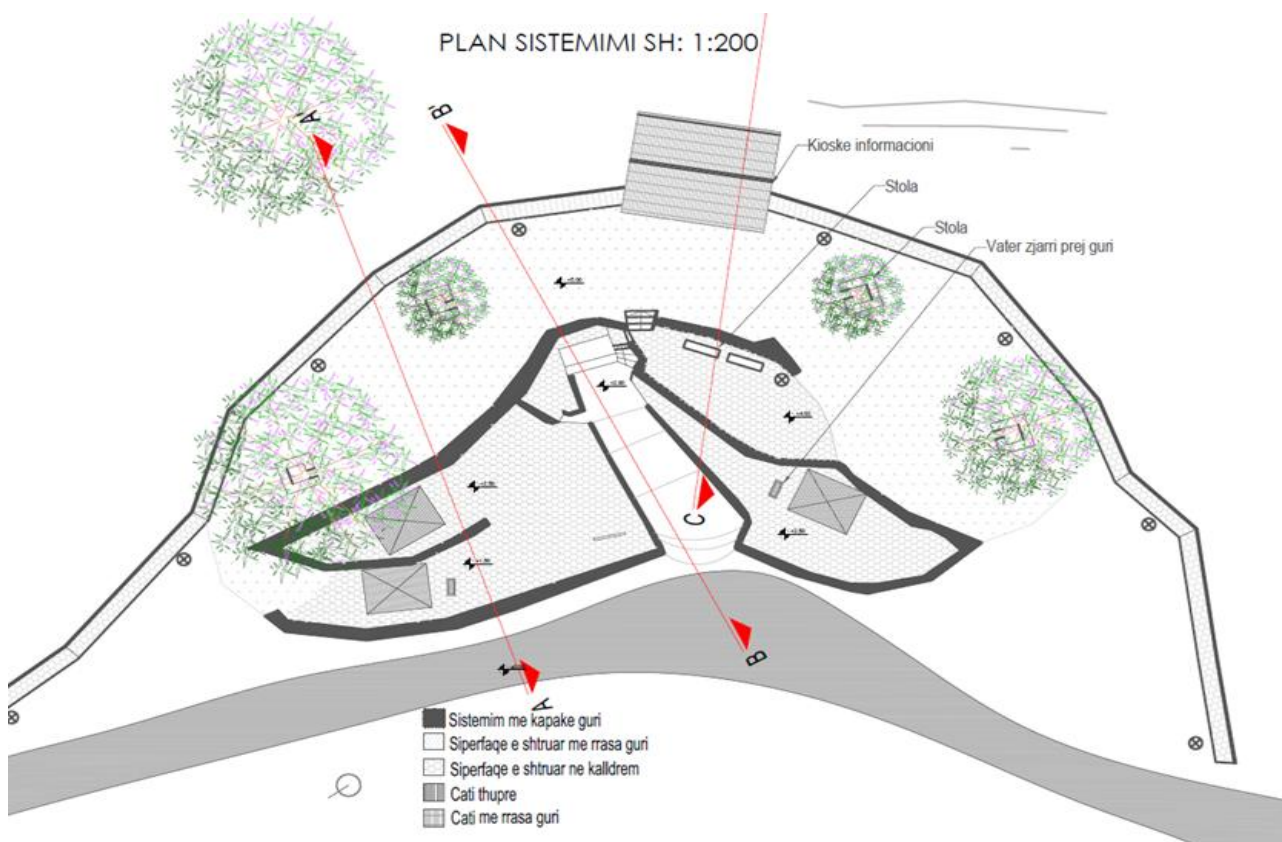 PLAN SISTEMIMI SH: 1:200
A'
B'
Kioske informacioni
Stola
Stola
Vater zjarri prej guri
C
B
A
Sistemim me kapake guri
Siperfaqe e shtruar me rrasa guri
Siperfaqe e shtruar ne kalldrem
Cati thupre
Cati me rrasa guri